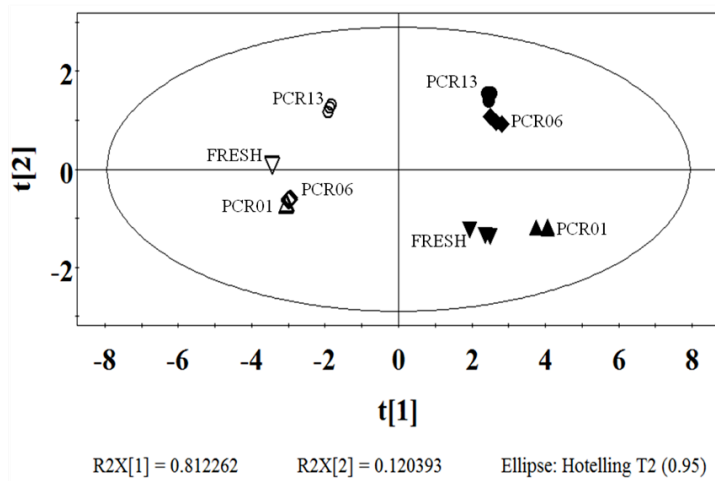 t[2]
2
0
-2
PCR13
FRESH
PCR06
PCR01
PCR13
PCR06
FRESH
PCR01
-8 -6 -4 -2 0 2 4 6 8
t[1]
R2X[1] = 0.812262 R2X[2] = 0.120393 Ellipse: Hotelling T2 (0.95)